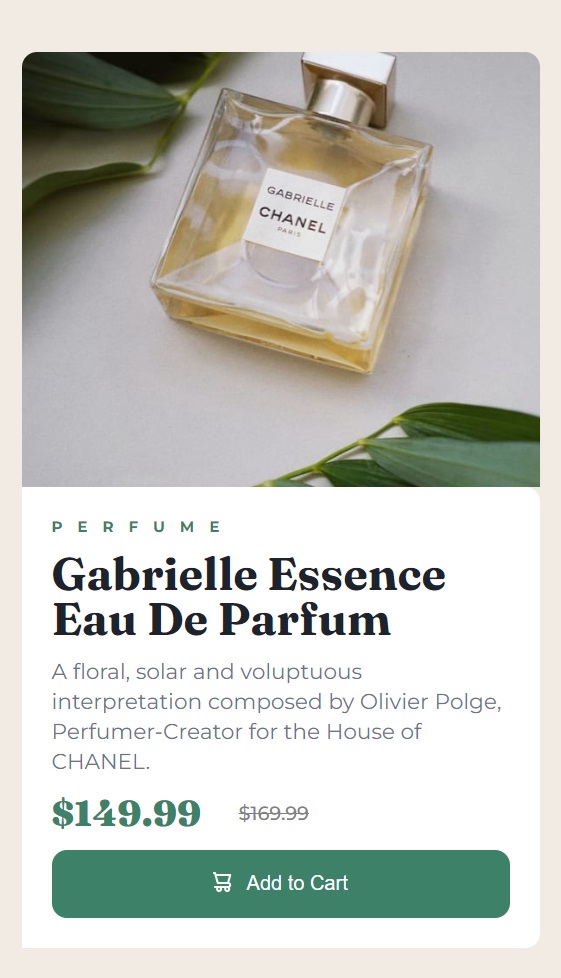 GABRIELLE
CHANEL
PARIS
PERFUME
Gabrielle Essence
Eau De Parfum
A floral, solar and voluptuous
interpretation composed by Olivier Polge,
Perfumer-Creator for the House of
CHANEL.
$149.99 $169.99
Add to Cart